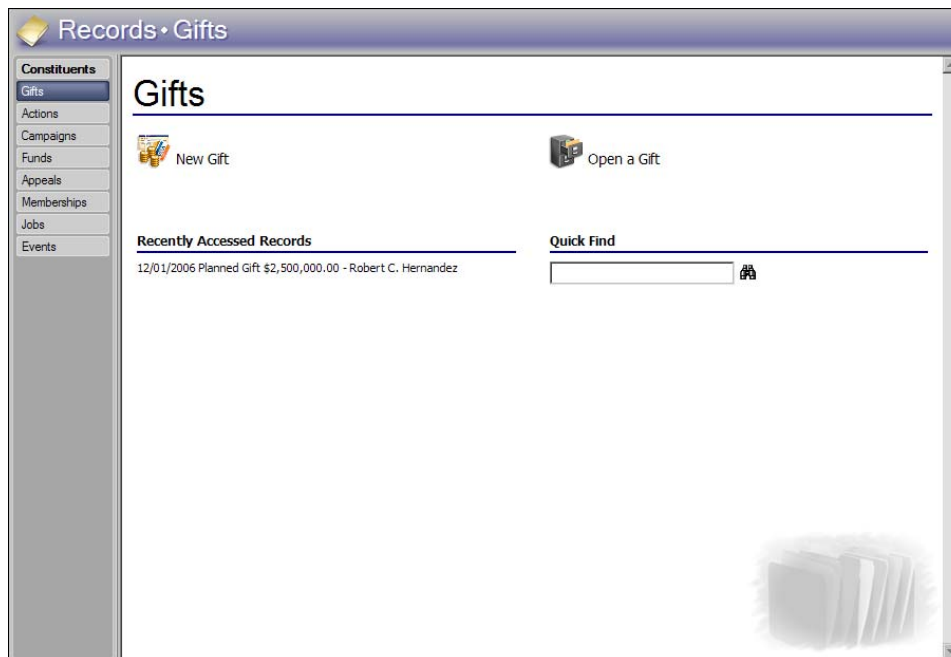 Records · Gifts
Constituents
Gifts
Actions
Campaigns
Funds
Appeals
Memberships
Jobs
Events
Gifts
New Gift
Open a Gift
Recently Accessed Records
12/01/2006 Planned Gift $2,500,000.00 - Robert C. Hernandez
Quick Find